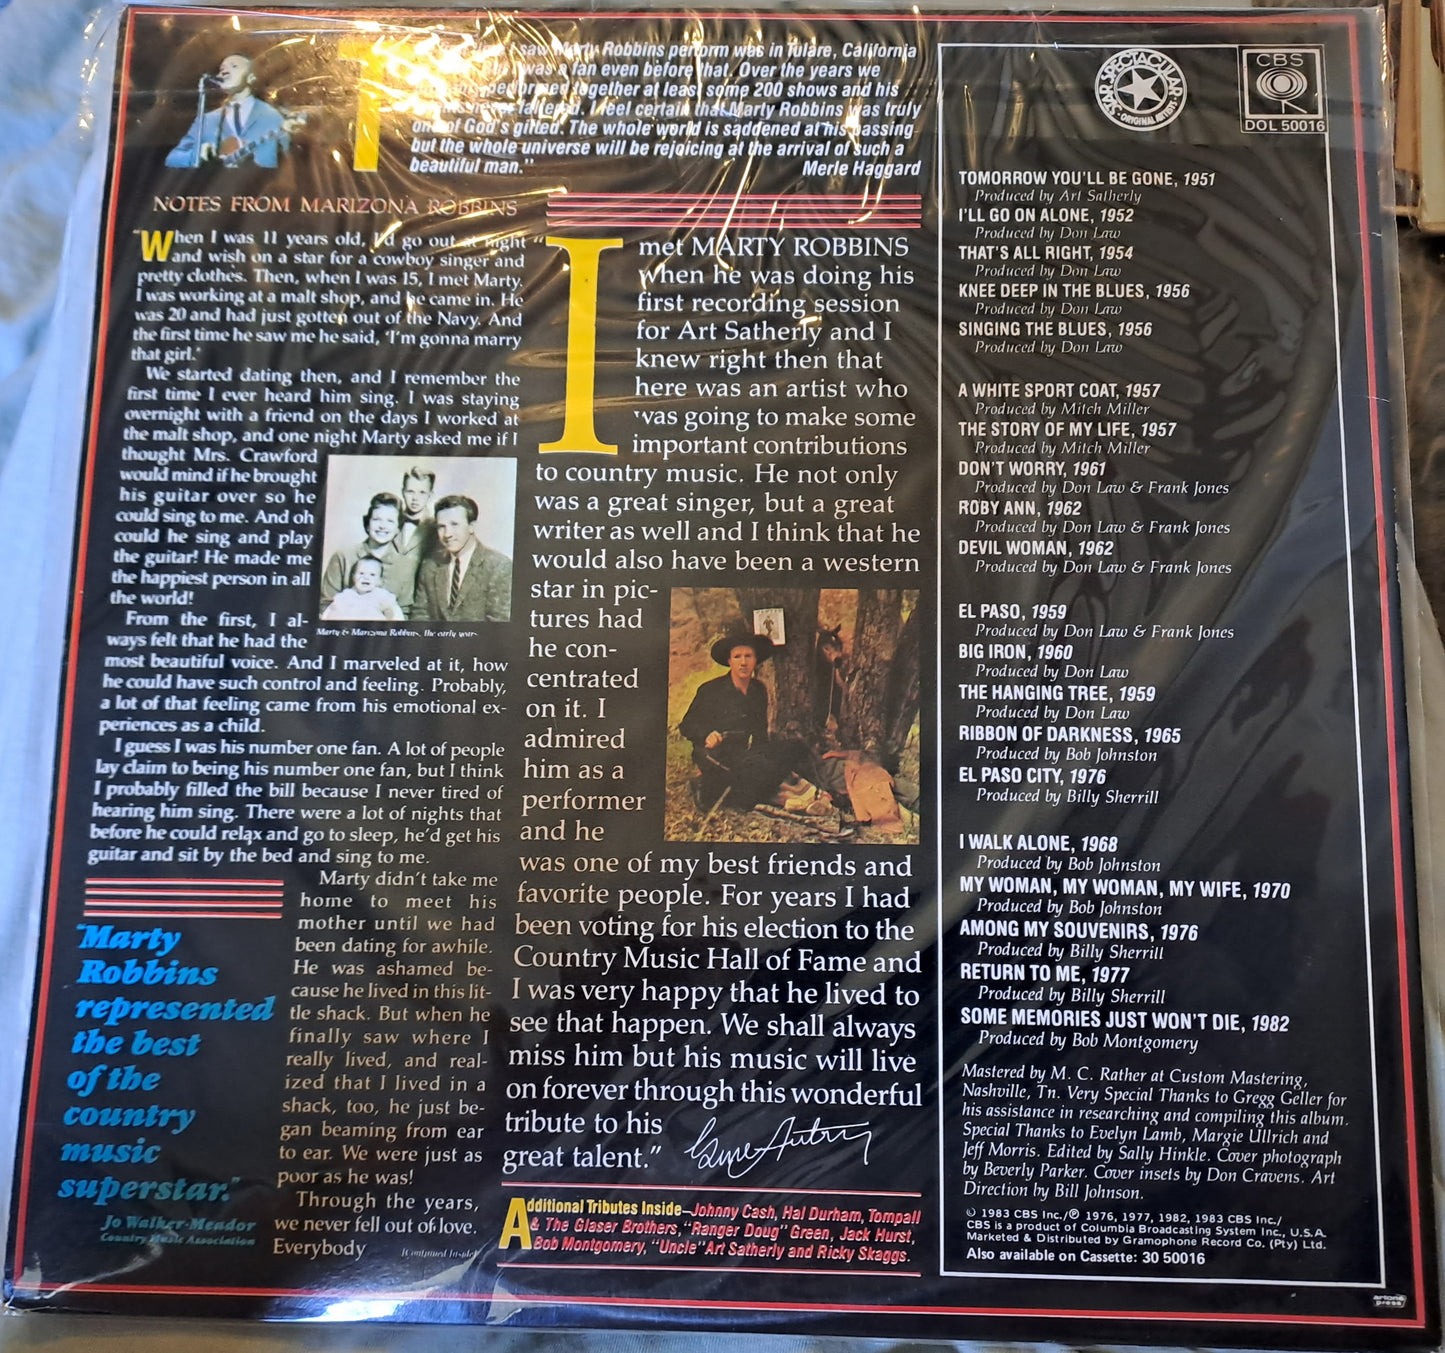 T
saw Marty Robbins perform was in Tulare, California
was a fan even before that. Over the years we
performed together at least some 200 shows and his
never faltered. I feel certain that Marty Robbins was truly
one of God's gifted. The whole world is saddened at his passing
but the whole universe will be rejoicing at the arrival of such a
beautiful man."
Merle Haggard
NOTES FROM MARIZONA ROBBINS
"When I was 11 years old, I'd go out at night
and wish on a star for a cowboy singer and
pretty clothes. Then, when I was 15, I met Marty.
I was working at a malt shop, and he came in. He
was 20 and had just gotten out of the Navy. And
the first time he saw me he said, 'I'm gonna marry
that girl.'
We started dating then, and I remember the
first time I ever heard him sing. I was staying
overnight with a friend on the days I worked at
the malt shop, and one night Marty asked me if I
thought Mrs. Crawford
would mind if he brought
his guitar over so he
could sing to me. And oh
could he sing and play
the guitar! He made me
the happiest person in all
the world!
From the first, I al-
ways felt that he had the
Marty & Marizona Robbins, the early years
most beautiful voice. And I marveled at it, how
he could have such control and feeling. Probably,
a lot of that feeling came from his emotional ex-
periences as a child.
I guess I was his number one fan. A lot of people
lay claim to being his number one fan, but I think
I probably filled the bill because I never tired of
hearing him sing. There were a lot of nights that
before he could relax and go to sleep, he'd get his
guitar and sit by the bed and sing to me.
Marty didn't take me
home to meet his
mother until we had
been dating for awhile.
He was ashamed be-
cause he lived in this lit-
tle shack. But when he
finally saw where I
really lived, and real-
ized that I lived in a
shack, too, he just be-
gan beaming from ear
to ear. We were just as
poor as he was!
Through the years,
we never fell out of love.
Everybody
(Continued Inside)
"Marty
Robbins
represented
the best
of the
country
music
superstar."
Jo Walker-Meador
Country Music Association
"I met MARTY ROBBINS
when he was doing his
first recording session
for Art Satherly and I
knew right then that
here was an artist who
was going to make some
important contributions
to country music. He not only
was a great singer, but a great
writer as well and I think that he
would also have been a western
star in pic-
tures had
he con-
centrated
on it. I
admired
him as a
performer
and he
was one of my best friends and
favorite people. For years I had
been voting for his election to the
Country Music Hall of Fame and
I was very happy that he lived to
see that happen. We shall always
miss him but his music will live
on forever through this wonderful
tribute to his
great talent."
Gene Autry
Additional Tributes Inside—Johnny Cash, Hal Durham, Tompall
& The Glaser Brothers, "Ranger Doug" Green, Jack Hurst,
Bob Montgomery, "Uncle" Art Satherly and Ricky Skaggs.
STAR SPECTACULAR
• ORIGINAL ARTISTS •
CBS
DOL 50016
TOMORROW YOU'LL BE GONE, 1951
Produced by Art Satherly
I'LL GO ON ALONE, 1952
Produced by Don Law
THAT'S ALL RIGHT, 1954
Produced by Don Law
KNEE DEEP IN THE BLUES, 1956
Produced by Don Law
SINGING THE BLUES, 1956
Produced by Don Law
A WHITE SPORT COAT, 1957
Produced by Mitch Miller
THE STORY OF MY LIFE, 1957
Produced by Mitch Miller
DON'T WORRY, 1961
Produced by Don Law & Frank Jones
ROBY ANN, 1962
Produced by Don Law & Frank Jones
DEVIL WOMAN, 1962
Produced by Don Law & Frank Jones
EL PASO, 1959
Produced by Don Law & Frank Jones
BIG IRON, 1960
Produced by Don Law
THE HANGING TREE, 1959
Produced by Don Law
RIBBON OF DARKNESS, 1965
Produced by Bob Johnston
EL PASO CITY, 1976
Produced by Billy Sherrill
I WALK ALONE, 1968
Produced by Bob Johnston
MY WOMAN, MY WOMAN, MY WIFE, 1970
Produced by Bob Johnston
AMONG MY SOUVENIRS, 1976
Produced by Billy Sherrill
RETURN TO ME, 1977
Produced by Billy Sherrill
SOME MEMORIES JUST WON'T DIE, 1982
Produced by Bob Montgomery
Mastered by M. C. Rather at Custom Mastering,
Nashville, Tn. Very Special Thanks to Gregg Geller for
his assistance in researching and compiling this album.
Special Thanks to Evelyn Lamb, Margie Ullrich and
Jeff Morris. Edited by Sally Hinkle. Cover photograph
by Beverly Parker. Cover insets by Don Cravens. Art
Direction by Bill Johnson.
© 1983 CBS Inc./℗ 1976, 1977, 1982, 1983 CBS Inc./
CBS is a product of Columbia Broadcasting System Inc., U.S.A.
Marketed & Distributed by Gramophone Record Co. (Pty) Ltd.
Also available on Cassette: 30 50016
artone
press